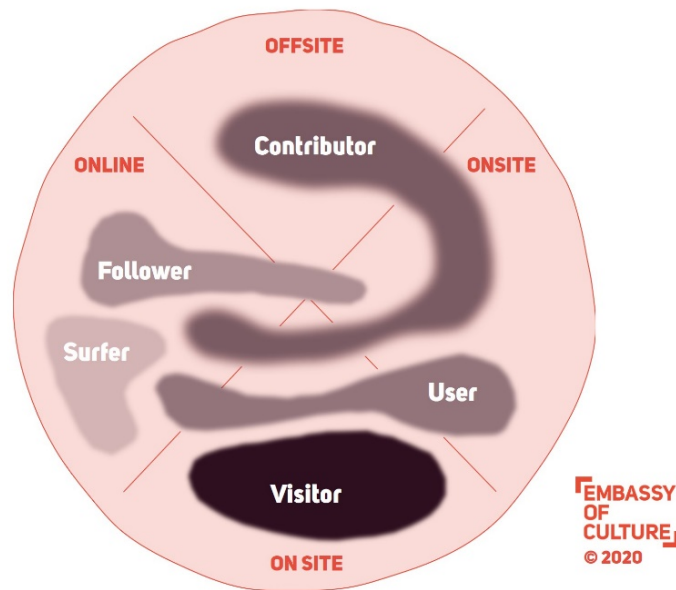 OFFSITE
Contributor
ONLINE
ONSITE
Follower
Surfer
User
Visitor
ON SITE
EMBASSY
OF
CULTURE
© 2020